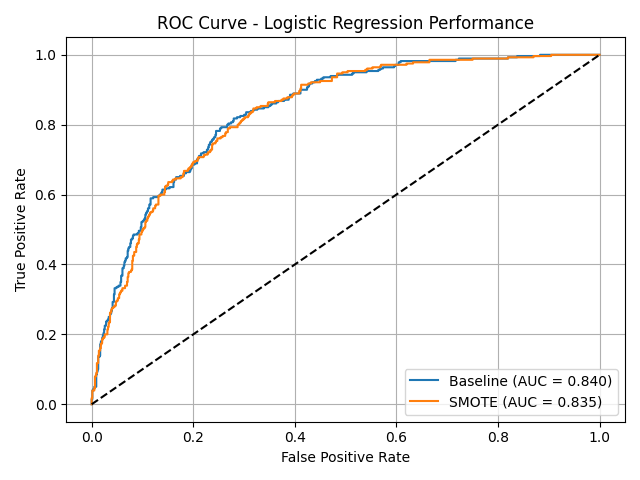 ROC Curve - Logistic Regression Performance
True Positive Rate
1.0
0.8
0.6
0.4
0.2
0.0
Baseline (AUC = 0.840)
SMOTE (AUC = 0.835)
0.0 0.2 0.4 0.6 0.8 1.0
False Positive Rate